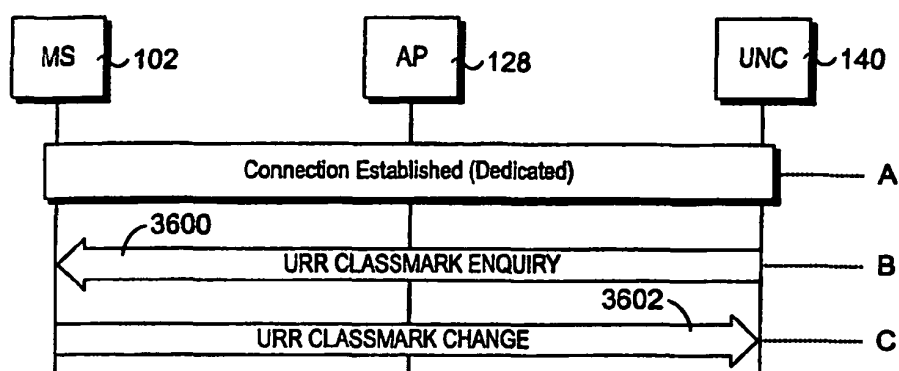 MS 102 AP 128 UNC 140
Connection Established (Dedicated) A
3600
URR CLASSMARK ENQUIRY B
3602
URR CLASSMARK CHANGE C